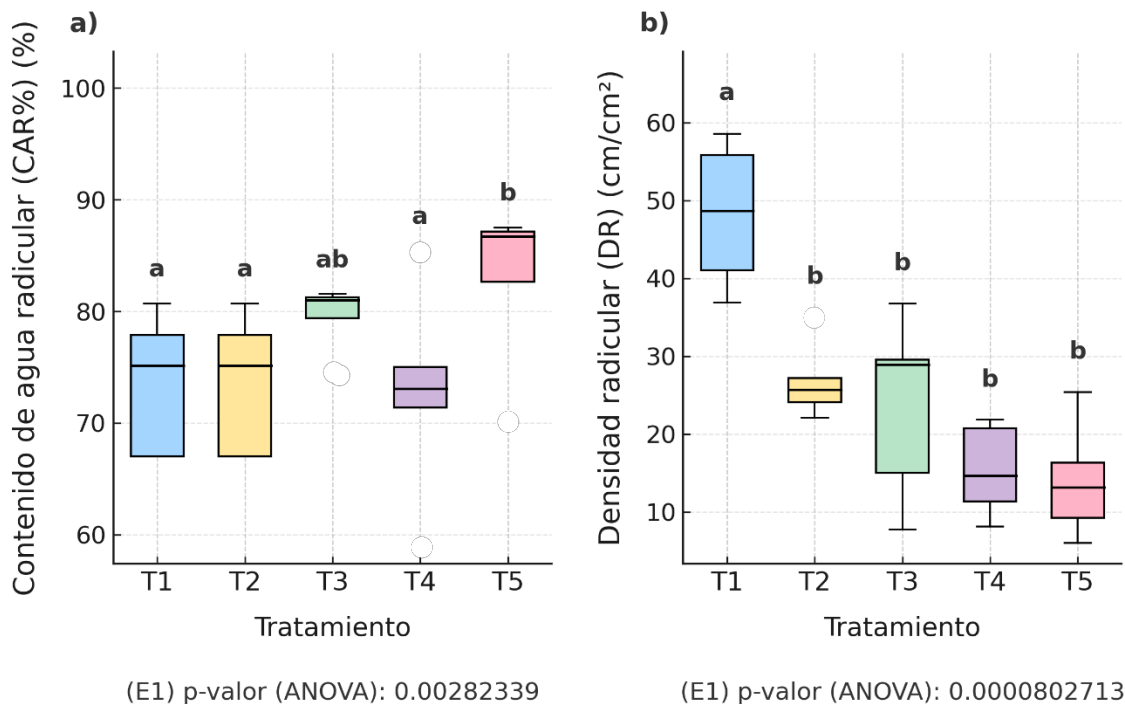 a)
Contenido de agua radicular (CAR%) (%)
100
90
80
70
60
a
a
ab
a
b
T1 T2 T3 T4 T5
Tratamiento
(E1) p-valor (ANOVA): 0.00282339
b)
Densidad radicular (DR) (cm/cm²)
60
50
40
30
20
10
a
b
b
b
b
T1 T2 T3 T4 T5
Tratamiento
(E1) p-valor (ANOVA): 0.0000802713